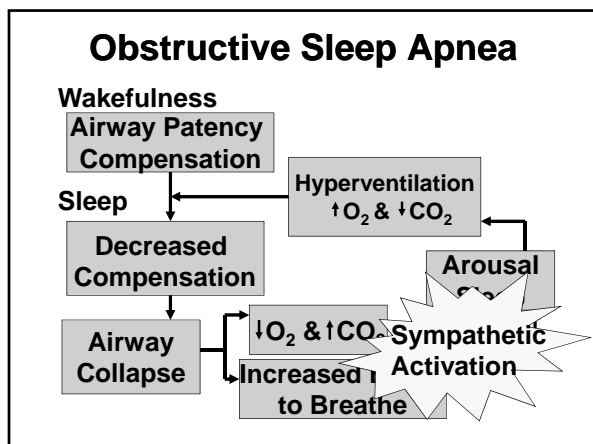 Obstructive Sleep Apnea
Wakefulness
Airway Patency
Compensation
Hyperventilation
↑O₂ & ↓CO₂
Sleep
Decreased
Compensation
Arousal
Airway
Collapse
↓O₂ & ↑CO₂
Sympathetic
Activation
Increased
to Breathe